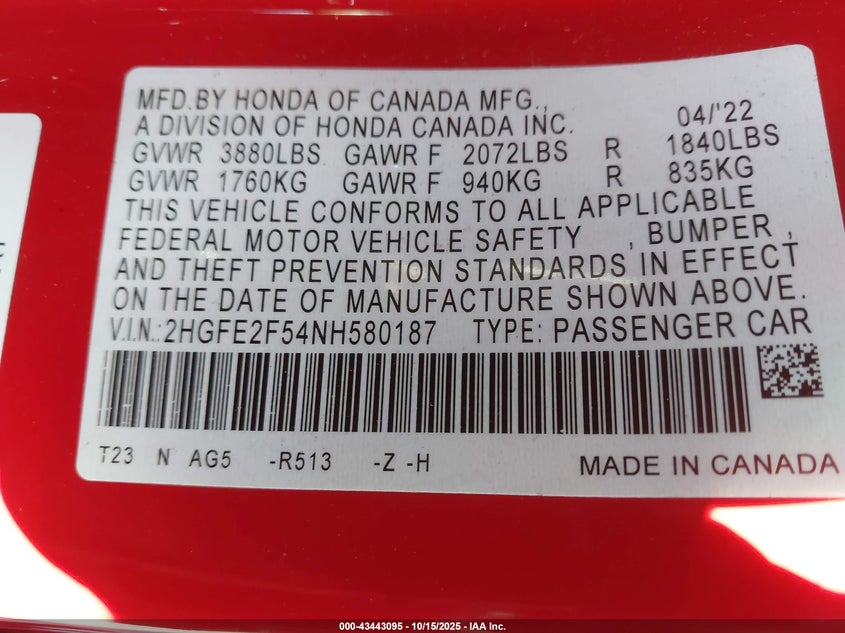 MFD.BY HONDA OF CANADA MFG.,
A DIVISION OF HONDA CANADA INC. 04/'22
GVWR 3880LBS GAWR F 2072LBS R 1840LBS
GVWR 1760KG GAWR F 940KG R 835KG
THIS VEHICLE CONFORMS TO ALL APPLICABLE
FEDERAL MOTOR VEHICLE SAFETY , BUMPER ,
AND THEFT PREVENTION STANDARDS IN EFFECT
ON THE DATE OF MANUFACTURE SHOWN ABOVE.
V.I.N.:2HGFE2F54NH580187 TYPE: PASSENGER CAR
T23 N AG5 -R513 -Z -H MADE IN CANADA
000-43443095 - 10/15/2025 - IAA Inc.